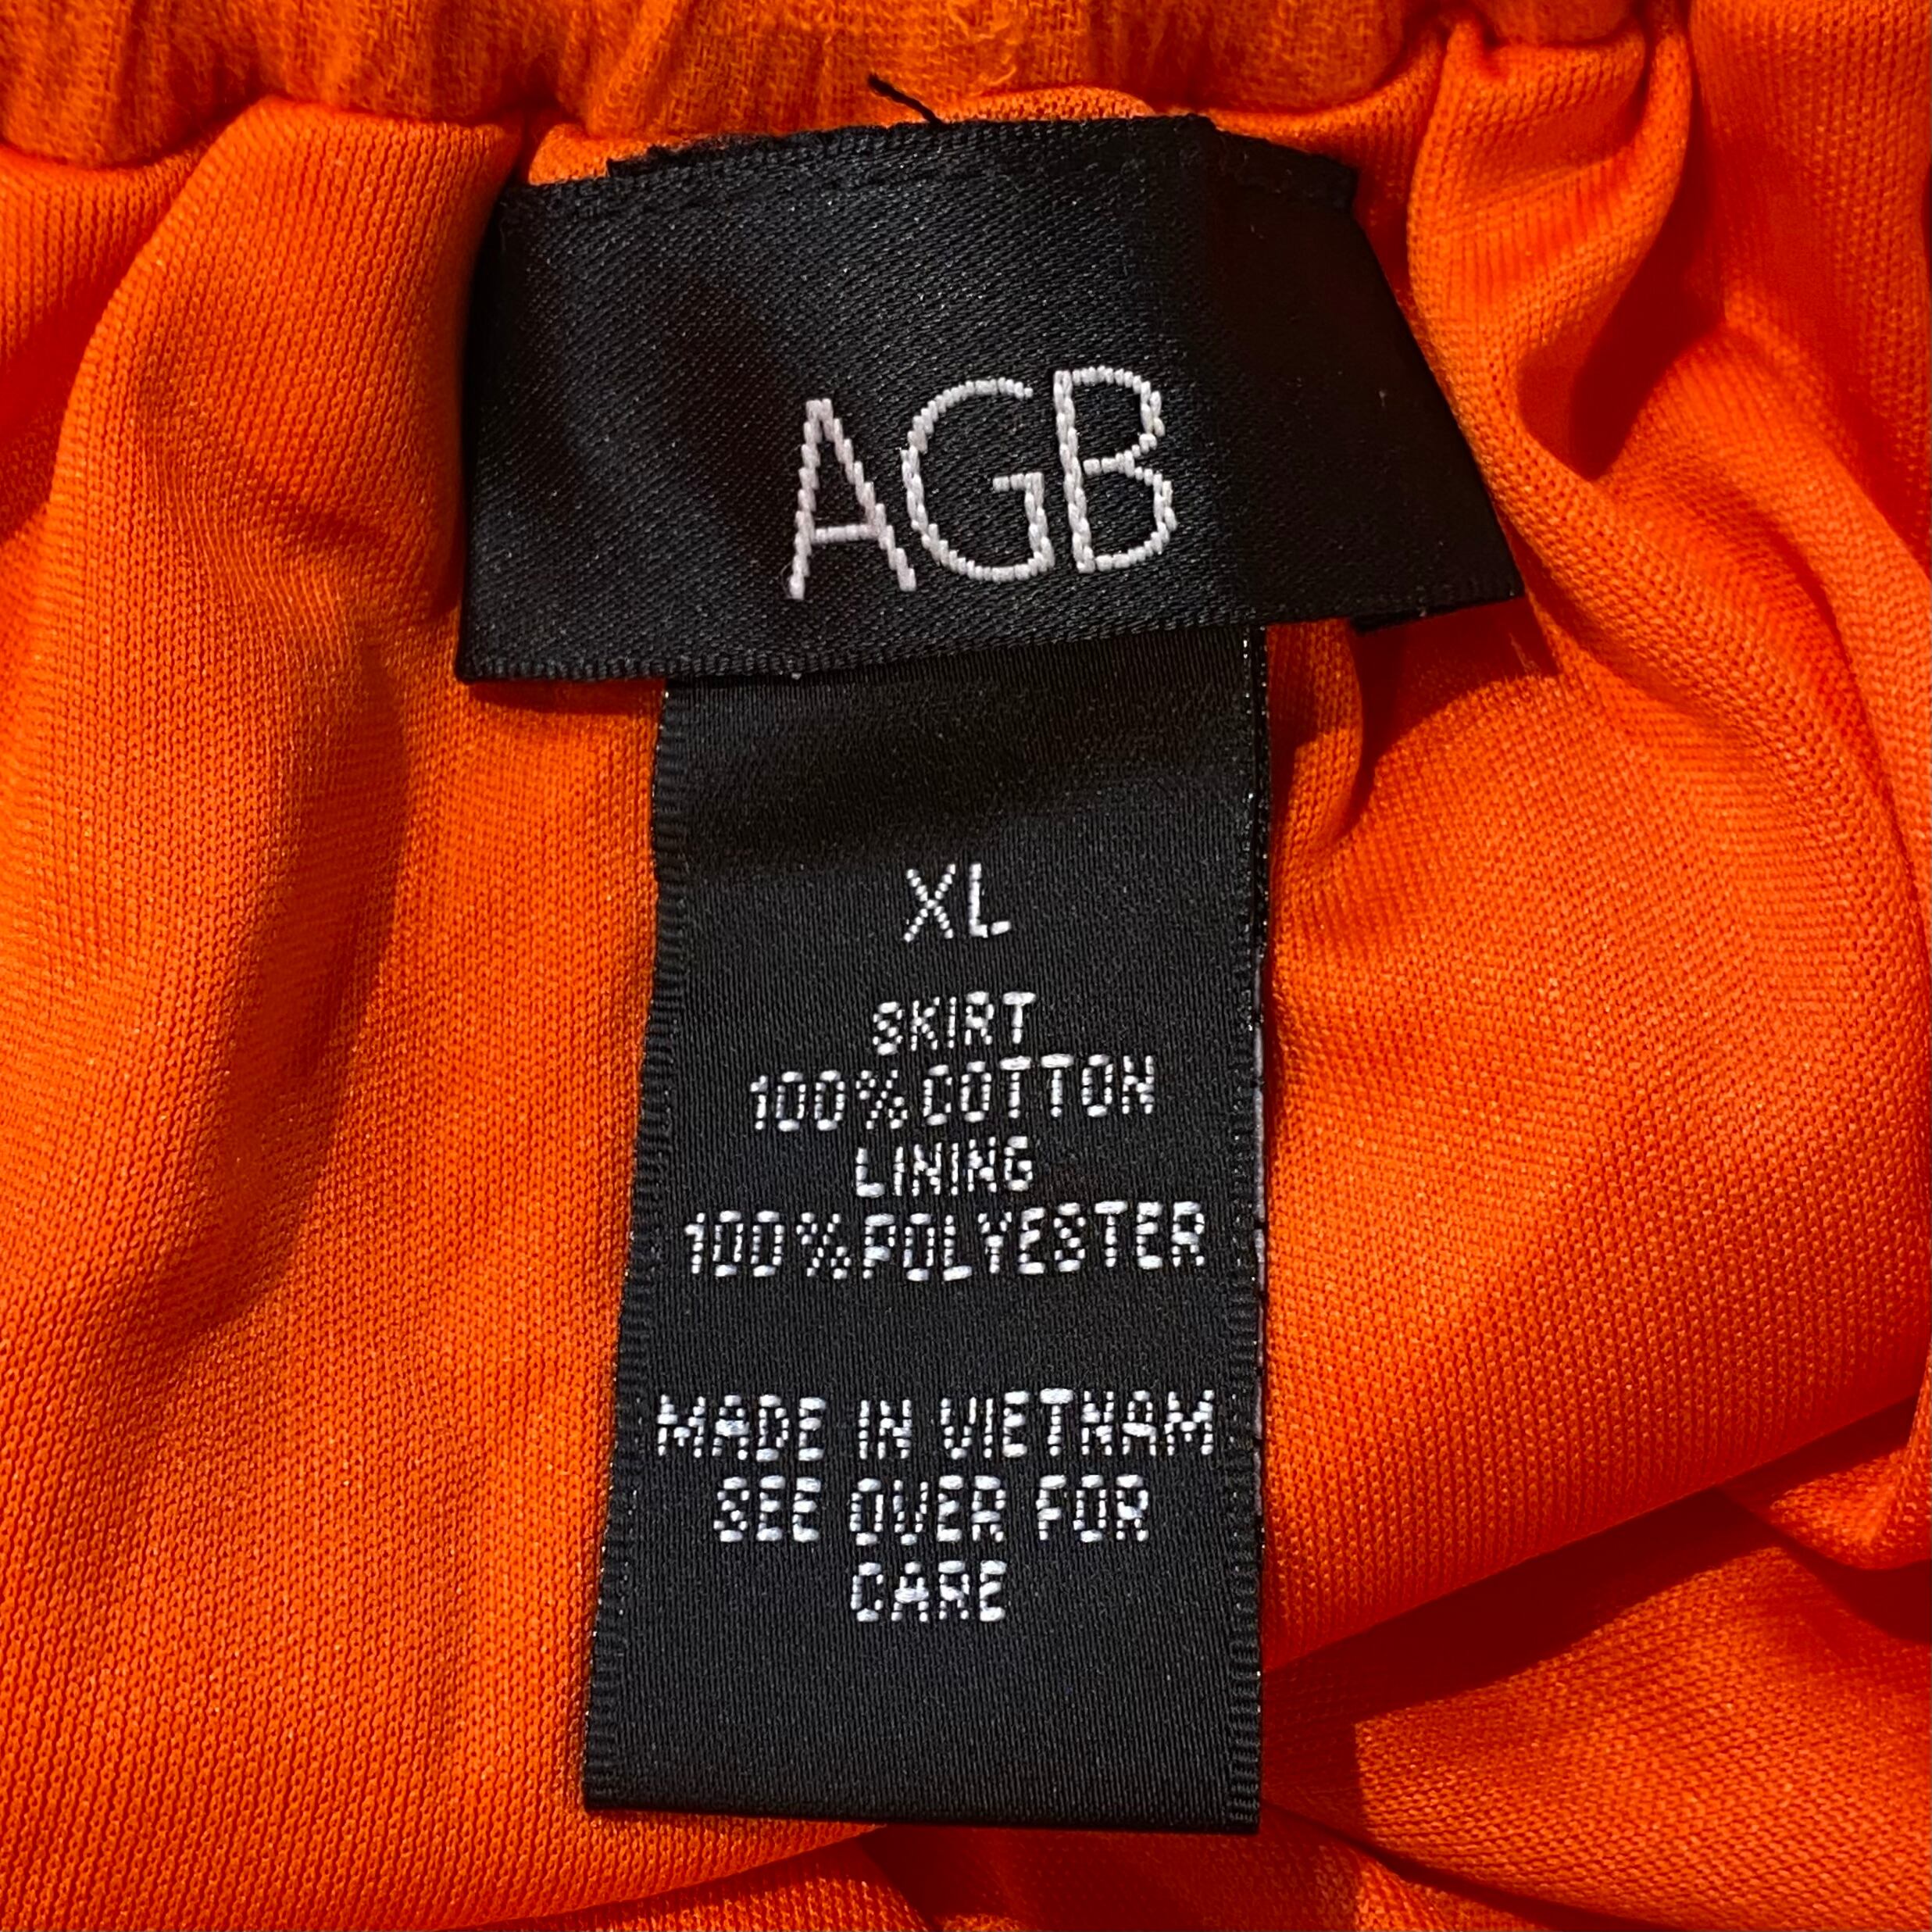 AGB
XL
SKIRT
100% COTTON
LINING
100% POLYESTER
MADE IN VIETNAM
SEE OVER FOR
CARE